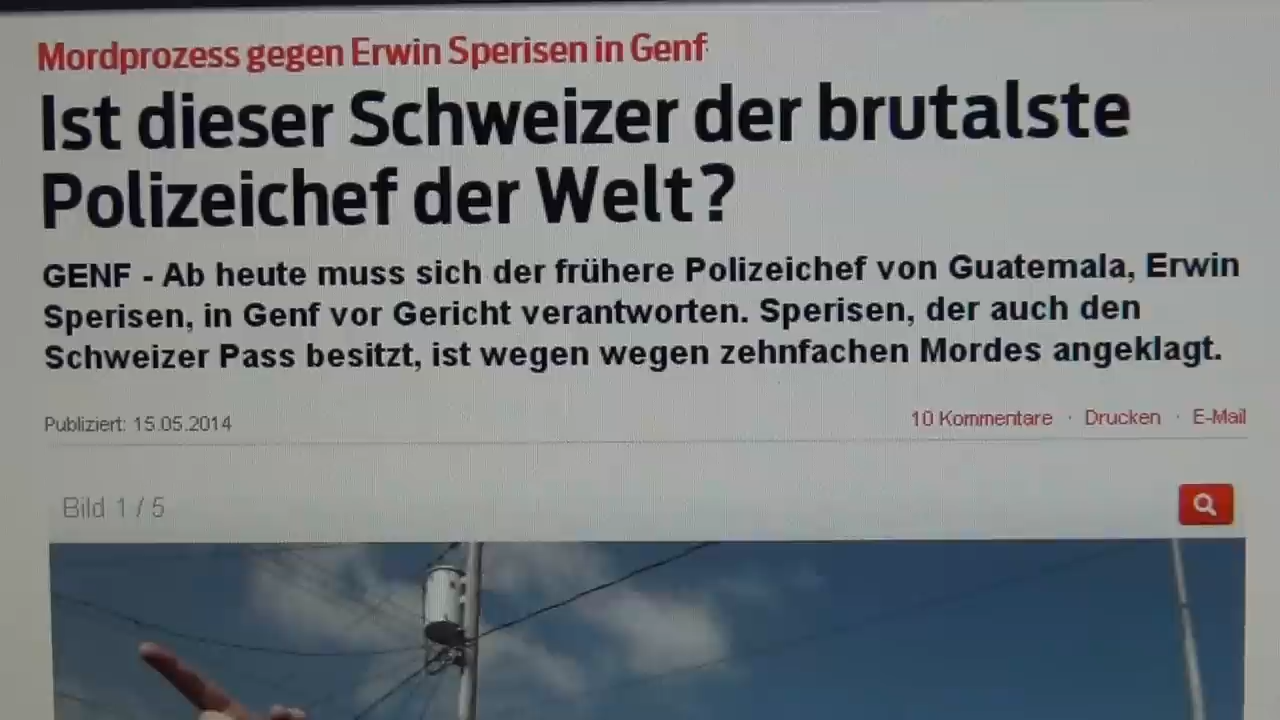 Mordprozess gegen Erwin Sperisen in Genf
Ist dieser Schweizer der brutalste
Polizeichef der Welt?
GENF - Ab heute muss sich der frühere Polizeichef von Guatemala, Erwin
Sperisen, in Genf vor Gericht verantworten. Sperisen, der auch den
Schweizer Pass besitzt, ist wegen wegen zehnfachen Mordes angeklagt.
Publiziert: 15.05.2014
10 Kommentare · Drucken · E-Mail
Bild 1 / 5